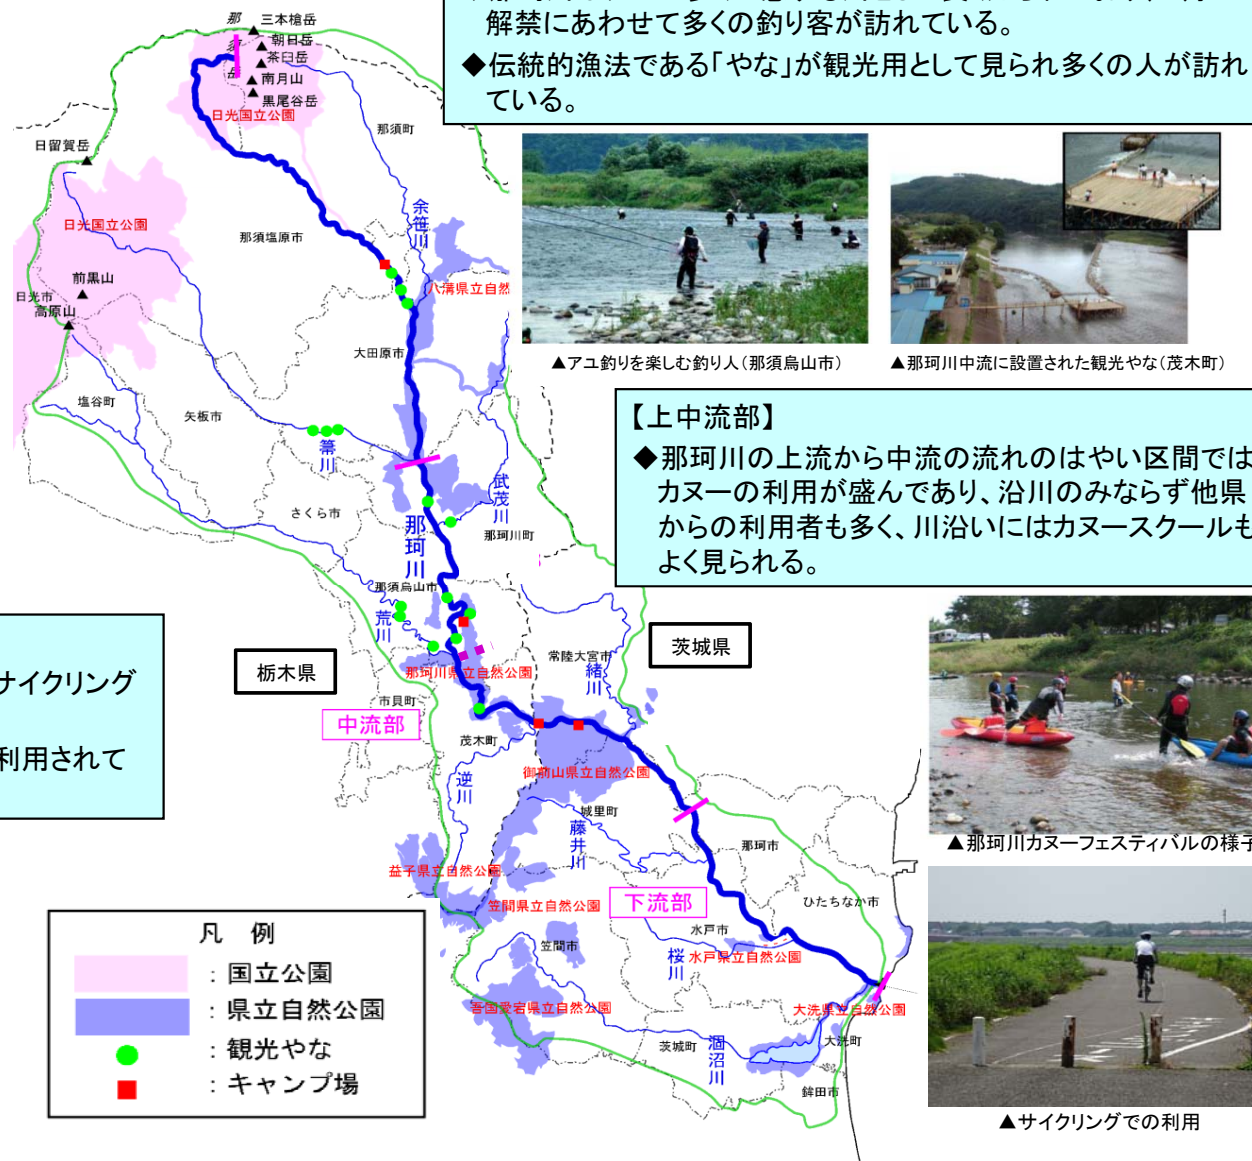 解禁にあわせて多くの釣り客が訪れている。
◆伝統的漁法である「やな」が観光用として見られ多くの人が訪れ
ている。
▲アユ釣りを楽しむ釣り人(那須烏山市)
▲那珂川中流に設置された観光やな(茂木町)
【上中流部】
◆那珂川の上流から中流の流れのはやい区間では
カヌーの利用が盛んであり、沿川のみならず他県
からの利用者も多く、川沿いにはカヌースクールも
よく見られる。
▲那珂川カヌーフェスティバルの様子
▲サイクリングでの利用
サイクリング
利用されて
那須岳
三本槍岳
朝日岳
茶臼岳
南月山
黒尾谷岳
日光国立公園
那須町
日留賀岳
日光国立公園
那須塩原市
余笹川
八溝県立自然
前黒山
日光市
高原山
大田原市
塩谷町
矢板市
箒川
武茂川
さくら市
那珂川
那珂川町
那須烏山市
荒川
栃木県
茨城県
常陸大宮市
緒川
那珂川県立自然公園
市貝町
中流部
茂木町
逆川
御前山県立自然公園
城里町
藤井川
那珂市
益子県立自然公園
笠間県立自然公園
下流部
ひたちなか市
笠間市
水戸市
桜川
水戸県立自然公園
吾国愛宕県立自然公園
大洗県立自然公園
茨城町
涸沼川
大洗町
鉾田市
凡 例
:国立公園
:県立自然公園
:観光やな
:キャンプ場